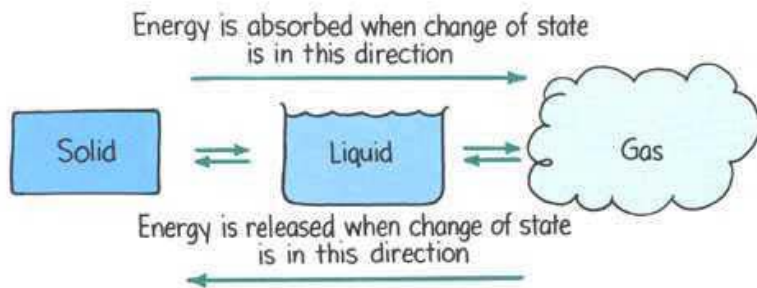 Energy is absorbed when change of state
is in this direction
Solid
Liquid
Gas
Energy is released when change of state
is in this direction